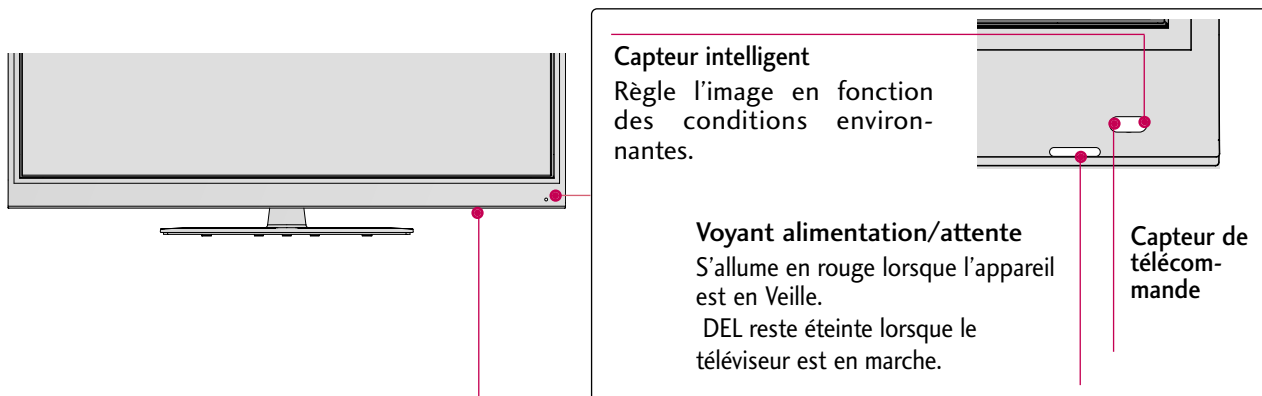 Capteur intelligent
Règle l'image en fonction
des conditions environ-
nantes.
Voyant alimentation/attente
S'allume en rouge lorsque l'appareil
est en Veille.
DEL reste éteinte lorsque le
téléviseur est en marche.
Capteur de
télécom-
mande